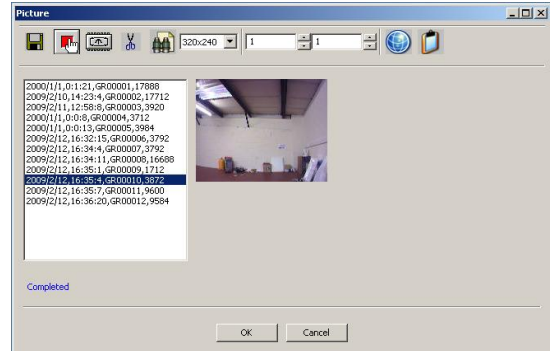 Picture
320x240 1 1
2000/1/1,0:1:21,GR00001,17888
2009/2/10,14:23:4,GR00002,17712
2009/2/11,12:58:8,GR00003,3920
2000/1/1,0:0:8,GR00004,3712
2000/1/1,0:0:13,GR00005,3984
2009/2/12,16:32:15,GR00006,3792
2009/2/12,16:34:4,GR00007,3792
2009/2/12,16:34:11,GR00008,16688
2009/2/12,16:35:1,GR00009,1712
2009/2/12,16:35:4,GR00010,3872
2009/2/12,16:35:7,GR00011,9600
2009/2/12,16:36:20,GR00012,9584
Completed
OK Cancel